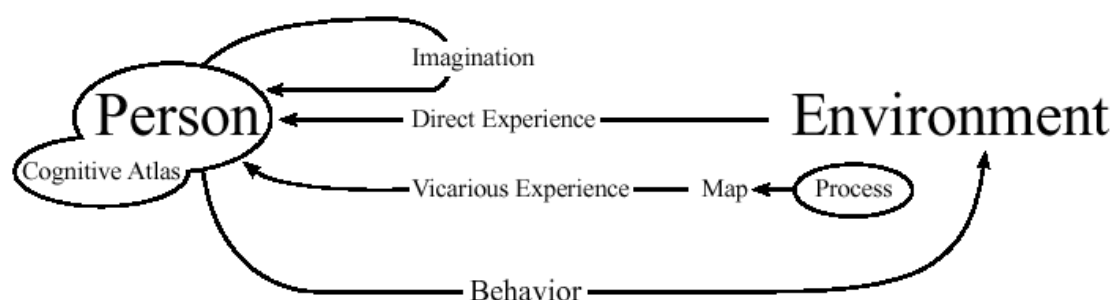 Imagination
Person
Direct Experience
Environment
Cognitive Atlas
Vicarious Experience
Map
Process
Behavior